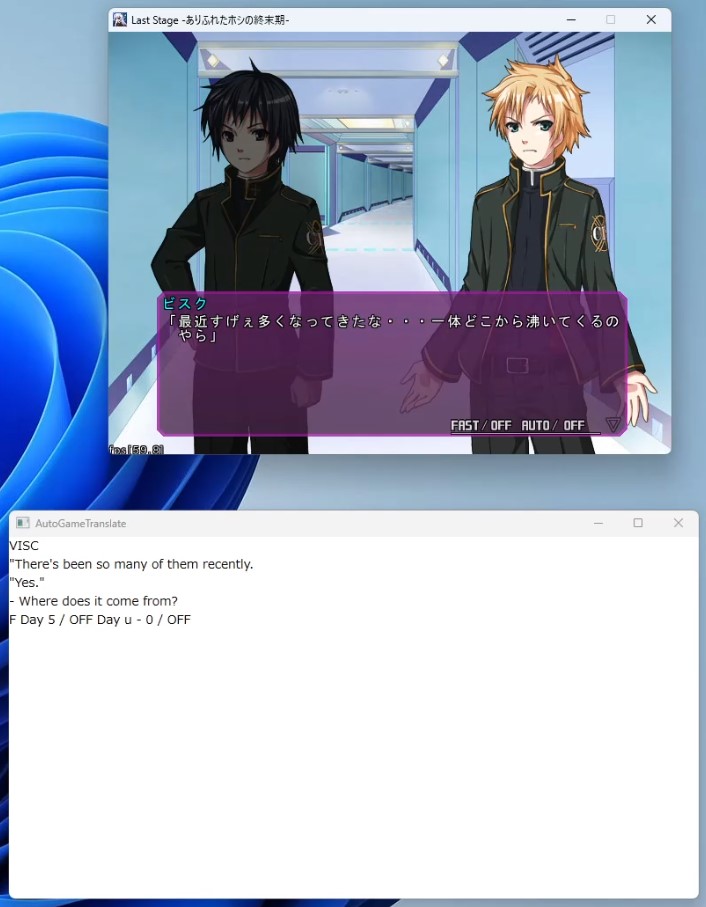 Last Stage -ありふれたホシの終末期-
ビスク
「最近すげぇ多くなってきたな・・・一体どこから沸いてくるの
やら」
FAST/OFF AUTO/OFF
fps[59.8]
AutoGameTranslate
VISC
"There's been so many of them recently.
"Yes."
- Where does it come from?
F Day 5 / OFF Day u - 0 / OFF